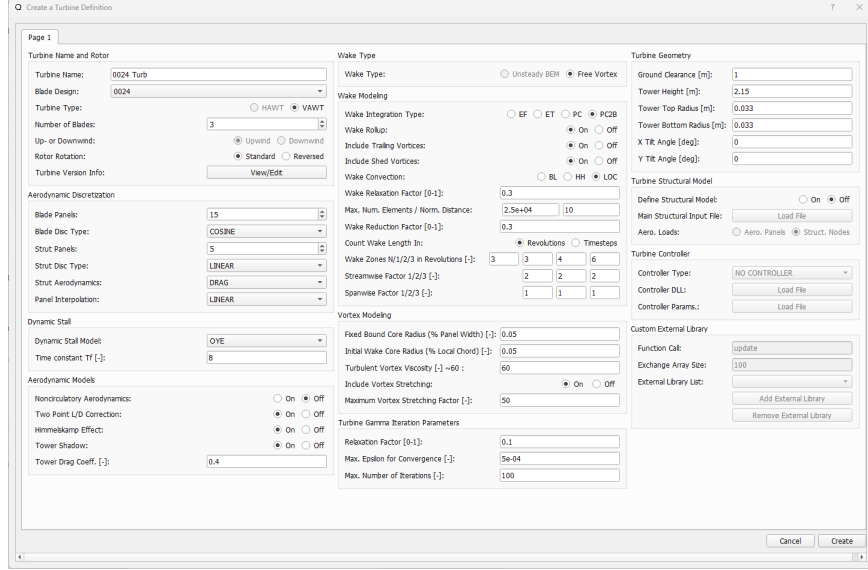 Create a Turbine Definition
Page 1
Turbine Name and Rotor
Turbine Name: 0024 Turb
Blade Design: 0024
Turbine Type: HAWT VAWT
Number of Blades: 3
Up- or Downwind: Upwind Downwind
Rotor Rotation: Standard Reversed
Turbine Version Info: View/Edit
Aerodynamic Discretization
Blade Panels: 15
Blade Disc Type: COSINE
Strut Panels: 5
Strut Disc Type: LINEAR
Strut Aerodynamics: DRAG
Panel Interpolation: LINEAR
Dynamic Stall
Dynamic Stall Model: OYE
Time constant Tf [-]: 8
Aerodynamic Models
Noncirculatory Aerodynamics: On Off
Two Point L/D Correction: On Off
Himmelskamp Effect: On Off
Tower Shadow: On Off
Tower Drag Coeff. [-]: 0.4
Wake Type
Wake Type: Unsteady BEM Free Vortex
Wake Modeling
Wake Integration Type: EF ET PC PC2B
Wake Rollup: On Off
Include Trailing Vortices: On Off
Include Shed Vortices: On Off
Wake Convection: BL HH LOC
Wake Relaxation Factor [0-1]: 0.3
Max. Num. Elements / Norm. Distance: 2.5e+04 10
Wake Reduction Factor [0-1]: 0.3
Count Wake Length In: Revolutions Timesteps
Wake Zones N/1/2/3 in Revolutions [-]: 3 3 4 6
Streamwise Factor 1/2/3 [-]: 2 2 2
Spanwise Factor 1/2/3 [-]: 1 1 1
Vortex Modeling
Fixed Bound Core Radius (% Panel Width) [-]: 0.05
Initial Wake Core Radius (% Local Chord) [-]: 0.05
Turbulent Vortex Viscosity [-] ~60 : 60
Include Vortex Stretching: On Off
Maximum Vortex Stretching Factor [-]: 50
Turbine Gamma Iteration Parameters
Relaxation Factor [0-1]: 0.1
Max. Epsilon for Convergence [-]: 5e-04
Max. Number of Iterations [-]: 100
Turbine Geometry
Ground Clearance [m]: 1
Tower Height [m]: 2.15
Tower Top Radius [m]: 0.033
Tower Bottom Radius [m]: 0.033
X Tilt Angle [deg]: 0
Y Tilt Angle [deg]: 0
Turbine Structural Model
Define Structural Model: On Off
Main Structural Input File: Load File
Aero. Loads: Aero. Panels Struct. Nodes
Turbine Controller
Controller Type: NO CONTROLLER
Controller DLL: Load File
Controller Params.: Load File
Custom External Library
Function Call: update
Exchange Array Size: 100
External Library List:
Add External Library
Remove External Library
Cancel Create